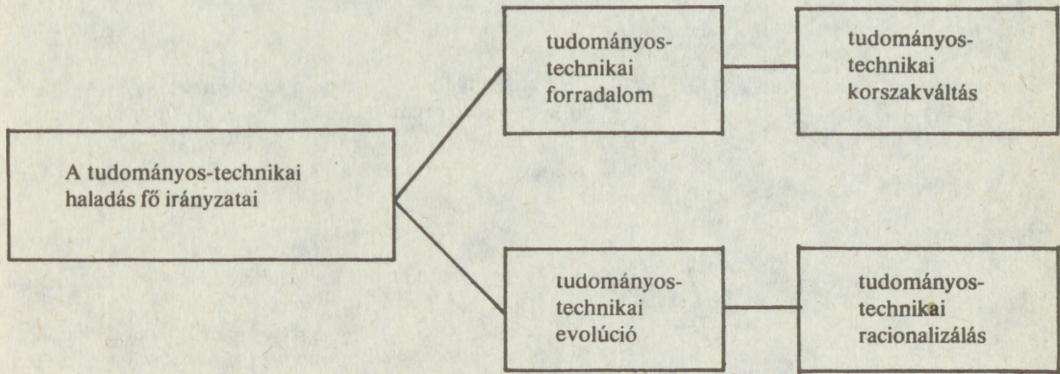 A tudományos-technikai
haladás fő irányzatai
tudományos-
technikai
forradalom
tudományos-
technikai
korszakváltás
tudományos-
technikai
evolúció
tudományos-
technikai
racionalizálás